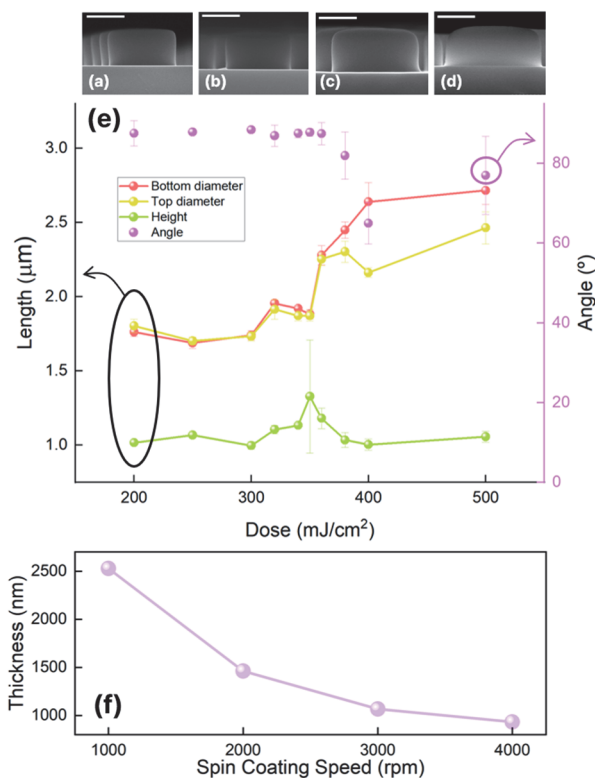 (a) (b) (c) (d)
(e)
3.0
2.5
2.0
1.5
1.0
Length (μm)
Bottom diameter
Top diameter
Height
Angle
80
60
40
20
0
Angle (º)
200 300 400 500
Dose (mJ/cm²)
2500
2000
1500
1000
Thickness (nm)
(f)
1000 2000 3000 4000
Spin Coating Speed (rpm)